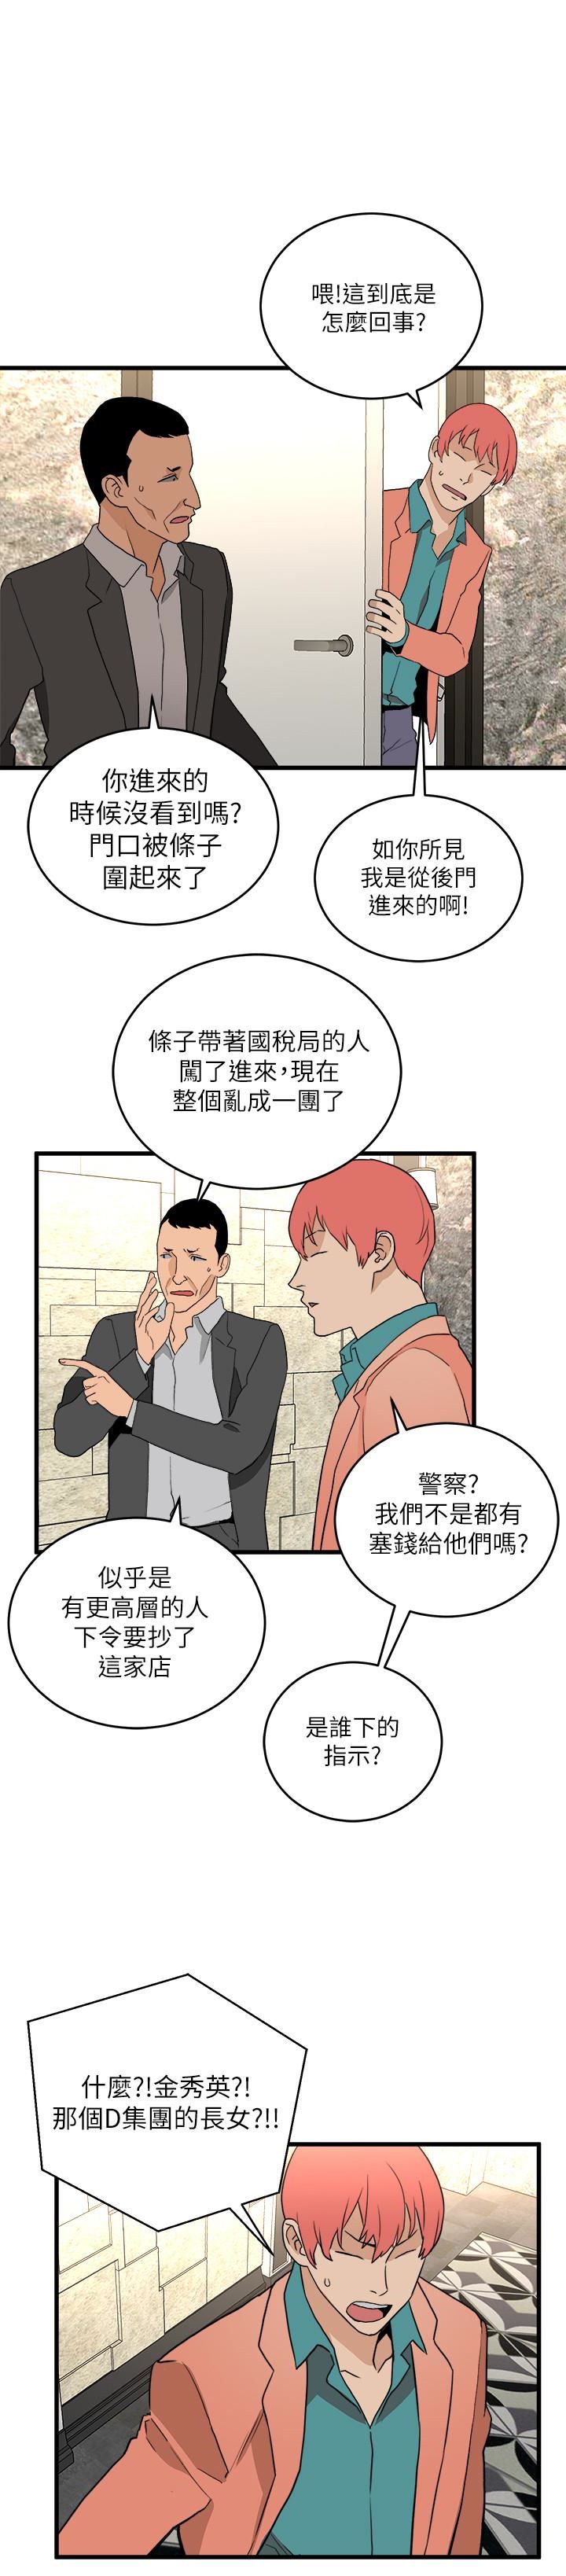 喂!這到底是
怎麼回事?
你進來的
時候沒看到嗎?
門口被條子
圍起來了
如你所見
我是從後門
進來的啊!
條子帶著國稅局的人
闖了進來,現在
整個亂成一團了
警察?
我們不是都有
塞錢給他們嗎?
似乎是
有更高層的人
下令要抄了
這家店
是誰下的
指示?
什麼?!金秀英?!
那個D集團的長女?!!